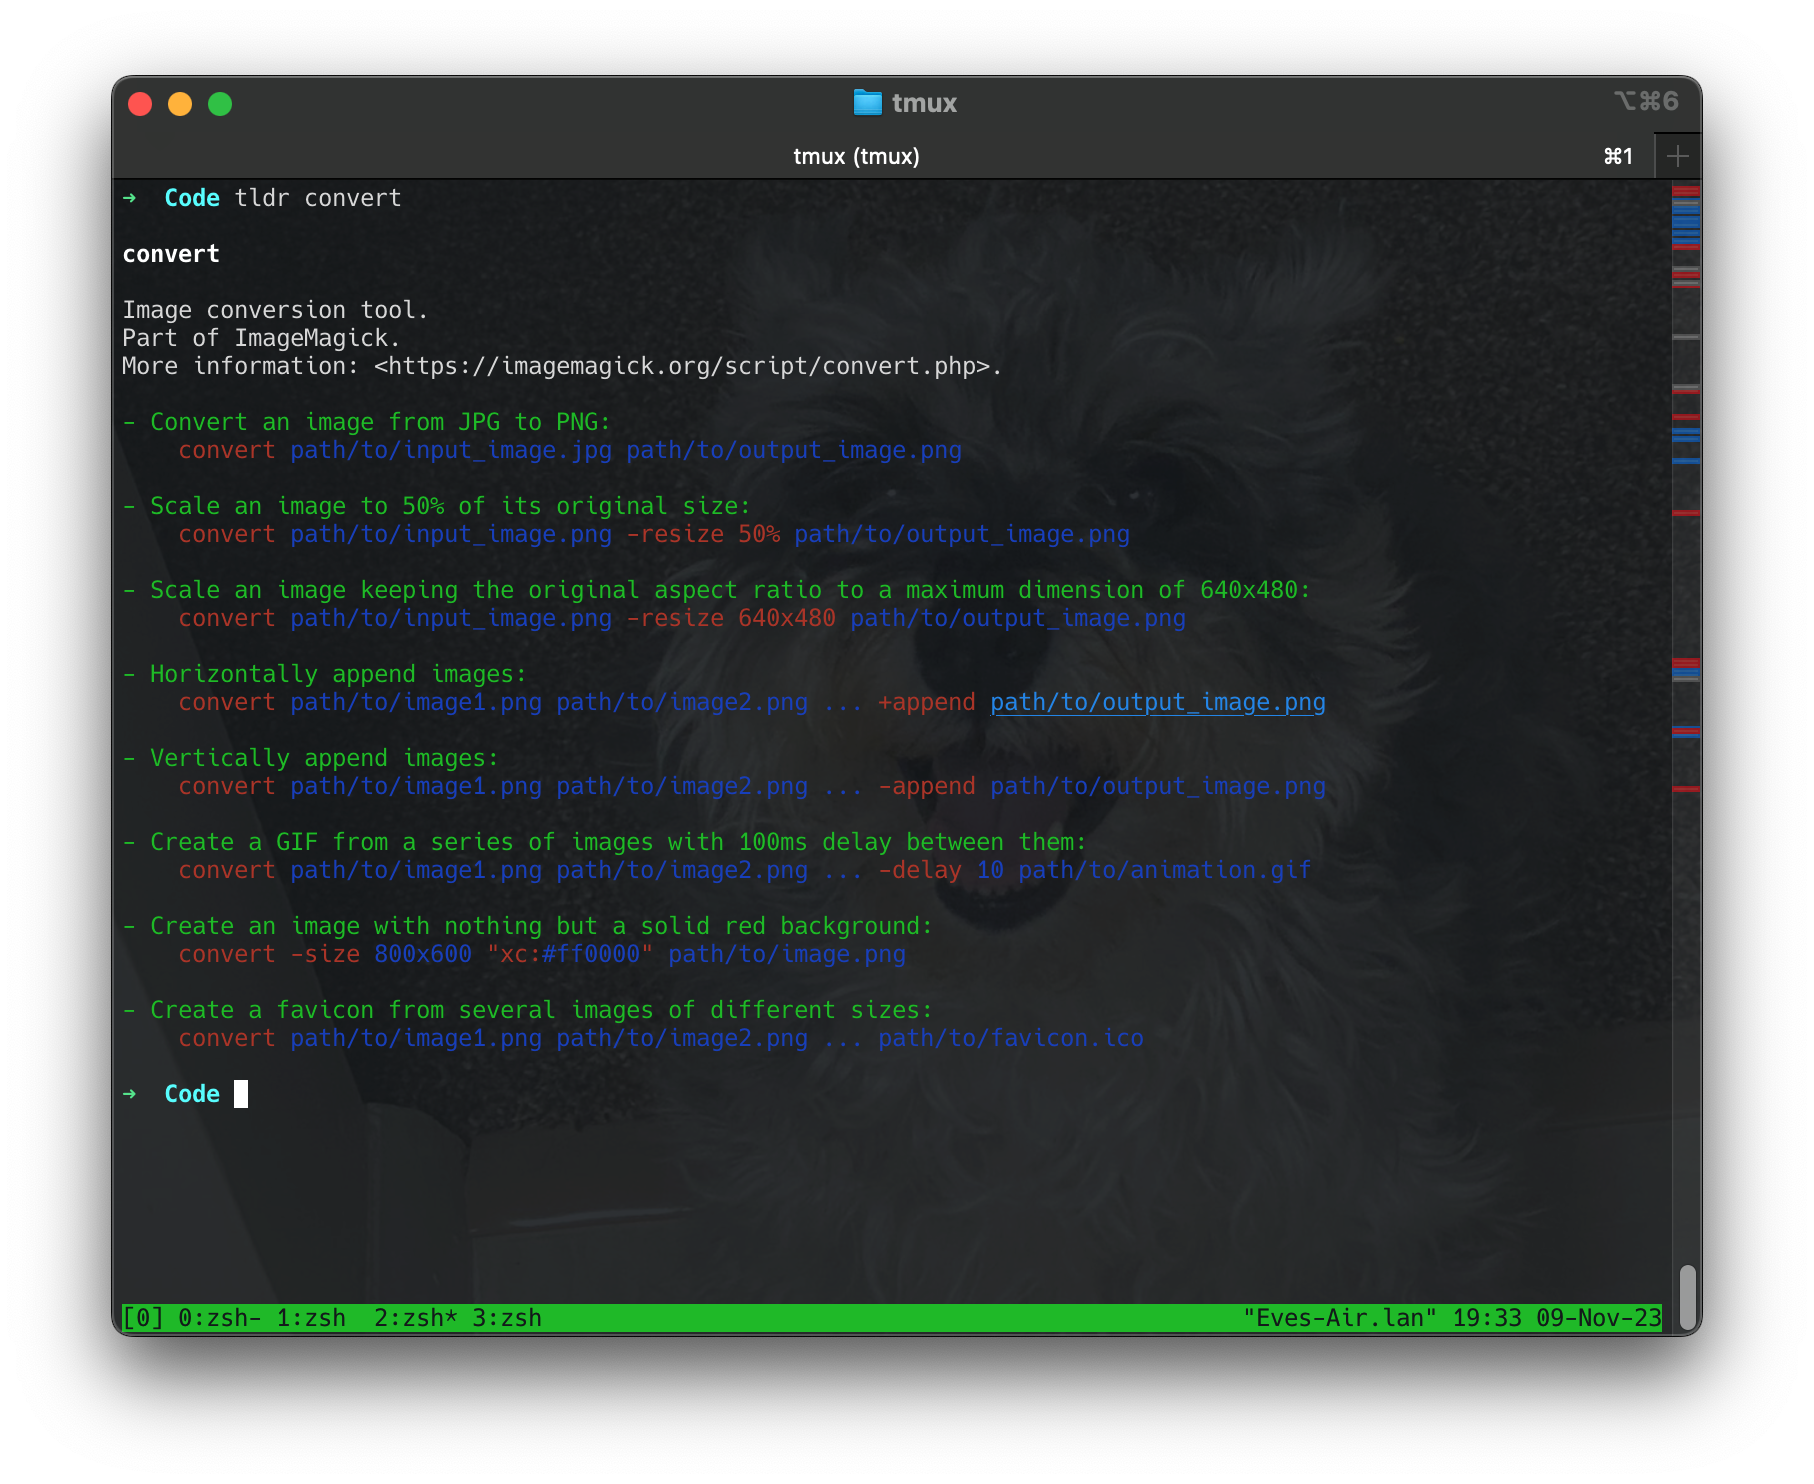 tmux
⌥⌘6
tmux (tmux)
⌘1
→ Code tldr convert
convert
Image conversion tool.
Part of ImageMagick.
More information: <https://imagemagick.org/script/convert.php>.
- Convert an image from JPG to PNG:
convert path/to/input_image.jpg path/to/output_image.png
- Scale an image to 50% of its original size:
convert path/to/input_image.png -resize 50% path/to/output_image.png
- Scale an image keeping the original aspect ratio to a maximum dimension of 640x480:
convert path/to/input_image.png -resize 640x480 path/to/output_image.png
- Horizontally append images:
convert path/to/image1.png path/to/image2.png ... +append path/to/output_image.png
- Vertically append images:
convert path/to/image1.png path/to/image2.png ... -append path/to/output_image.png
- Create a GIF from a series of images with 100ms delay between them:
convert path/to/image1.png path/to/image2.png ... -delay 10 path/to/animation.gif
- Create an image with nothing but a solid red background:
convert -size 800x600 "xc:#ff0000" path/to/image.png
- Create a favicon from several images of different sizes:
convert path/to/image1.png path/to/image2.png ... path/to/favicon.ico
→ Code
[0] 0:zsh- 1:zsh  2:zsh* 3:zsh "Eves-Air.lan" 19:33 09-Nov-23